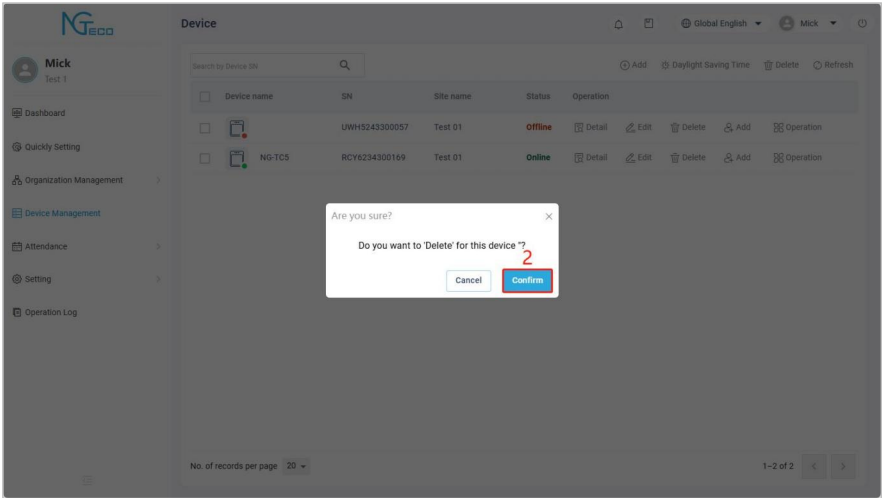 NGTECO
Device
Global English
Mick
Mick
Test 1
Search by Device SN
Add
Daylight Saving Time
Delete
Refresh
Device name SN Site name Status Operation
Dashboard
UWH5243300057 Test 01 Offline Detail Edit Delete Add Operation
Quickly Setting
NG-TC5 RCY6234300169 Test 01 Online Detail Edit Delete Add Operation
Organization Management
Device Management
Attendance
Setting
Operation Log
Are you sure?
Do you want to 'Delete' for this device ''?
2
Cancel Confirm
No. of records per page 20
1-2 of 2